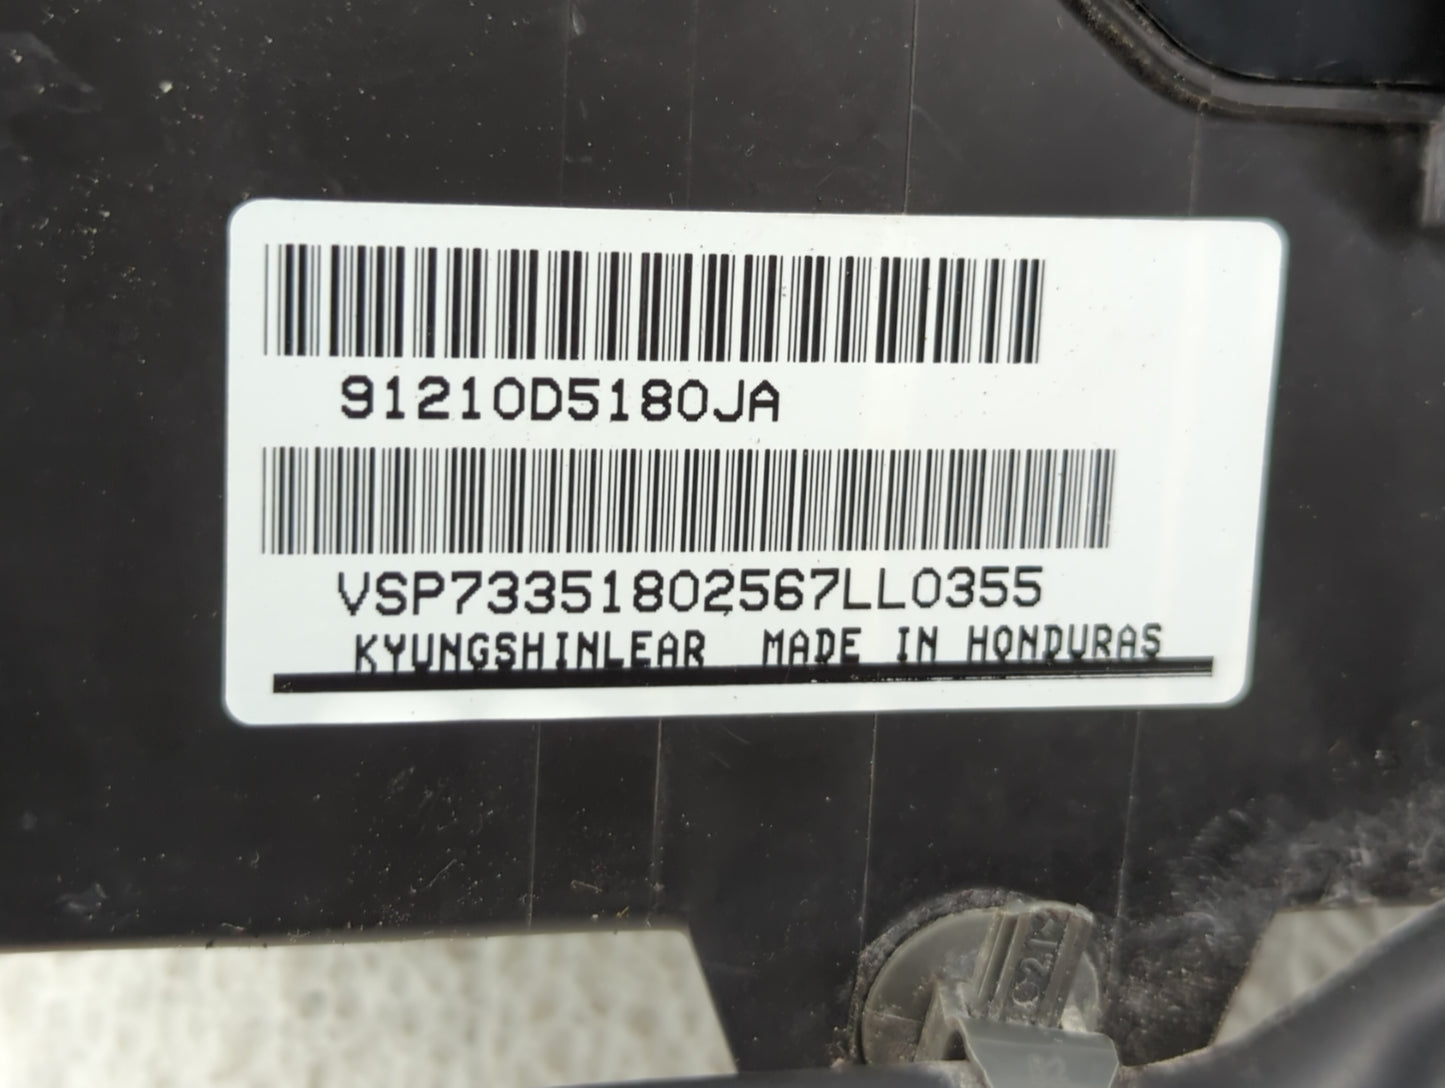 91210D5180JA
VSP73351802567LL0355
KYUNGSHINLEAR MADE IN HONDURAS